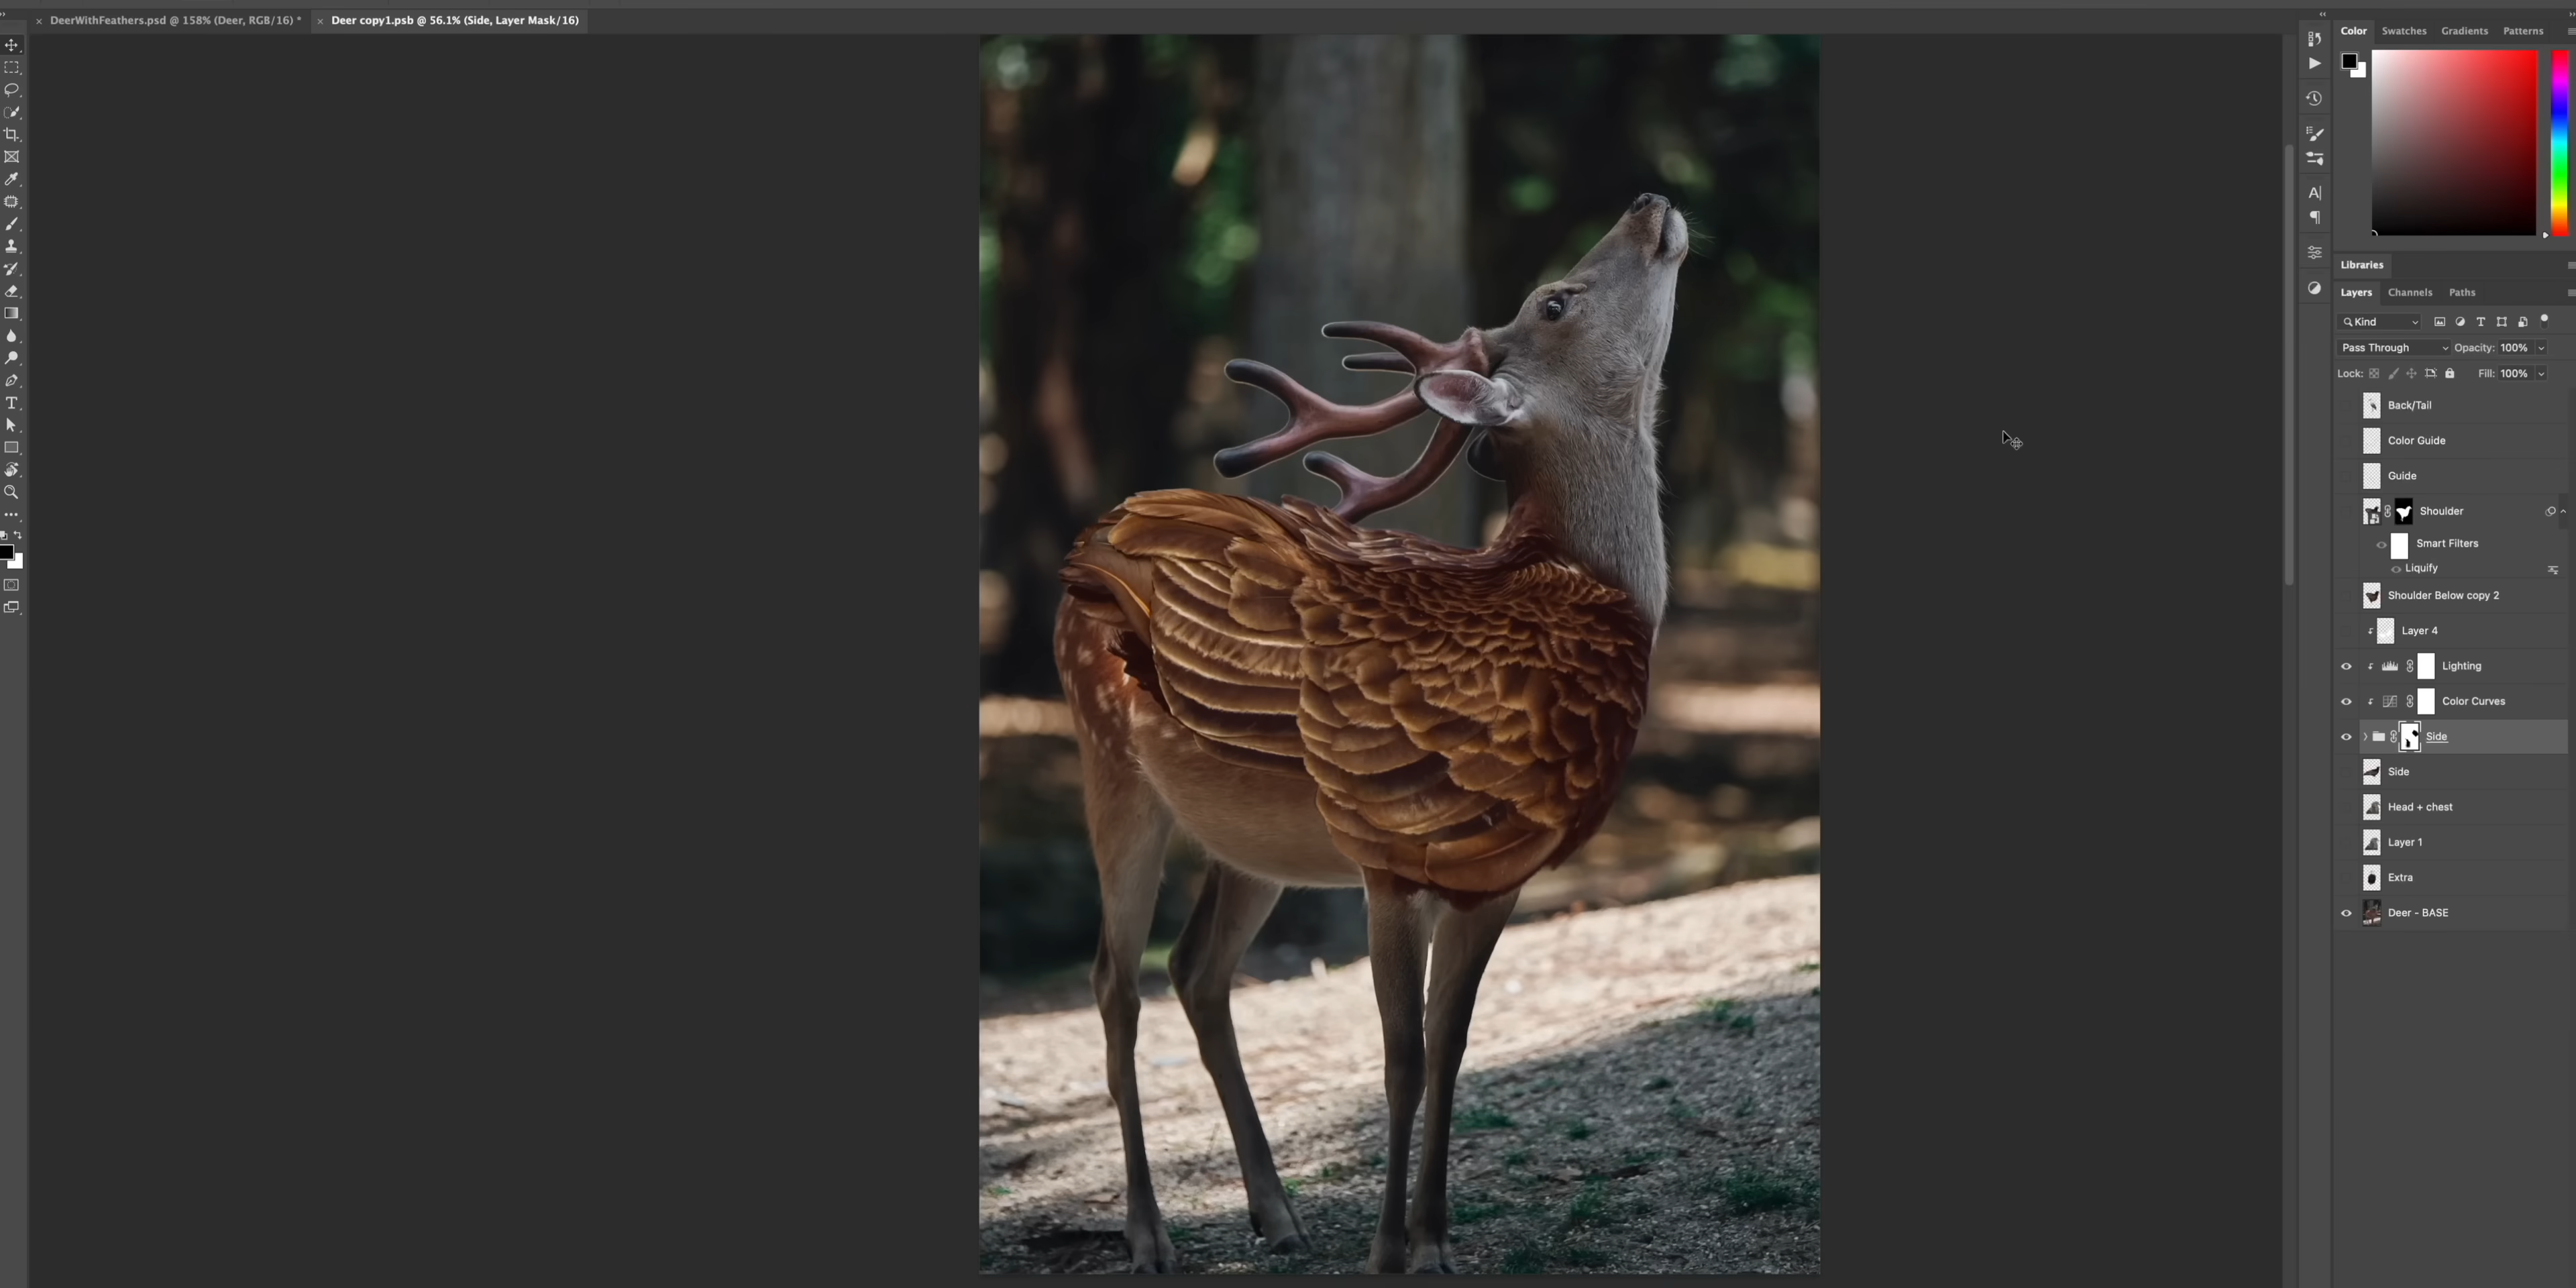 DeerWithFeathers.psd @ 158% (Deer, RGB/16) *
Deer copy1.psb @ 56.1% (Side, Layer Mask/16)
Color Swatches Gradients Patterns
Libraries
Layers Channels Paths
Kind
Pass Through Opacity: 100%
Lock: Fill: 100%
Back/Tail
Color Guide
Guide
Shoulder
Smart Filters
Liquify
Shoulder Below copy 2
Layer 4
Lighting
Color Curves
Side
Side
Head + chest
Layer 1
Extra
Deer - BASE